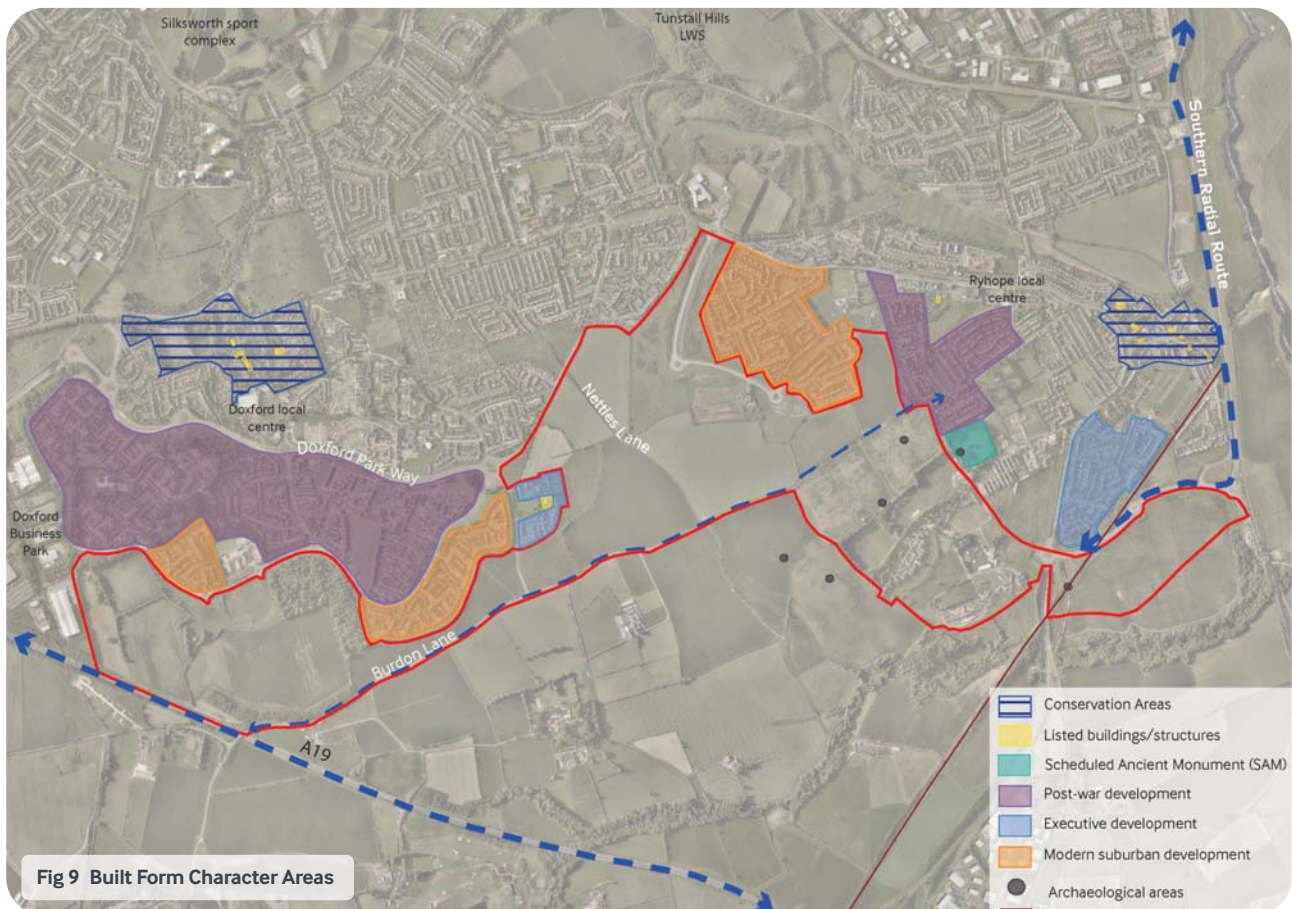 Silksworth sport
complex
Tunstall Hills
LWS
Southern Radial Route
Ryhope local
centre
Doxford local
centre
Nettles Lane
Doxford Park Way
Doxford
Business
Park
Burdon Lane
A19
Conservation Areas
Listed buildings/structures
Scheduled Ancient Monument (SAM)
Post-war development
Executive development
Modern suburban development
Archaeological areas
Fig 9 Built Form Character Areas